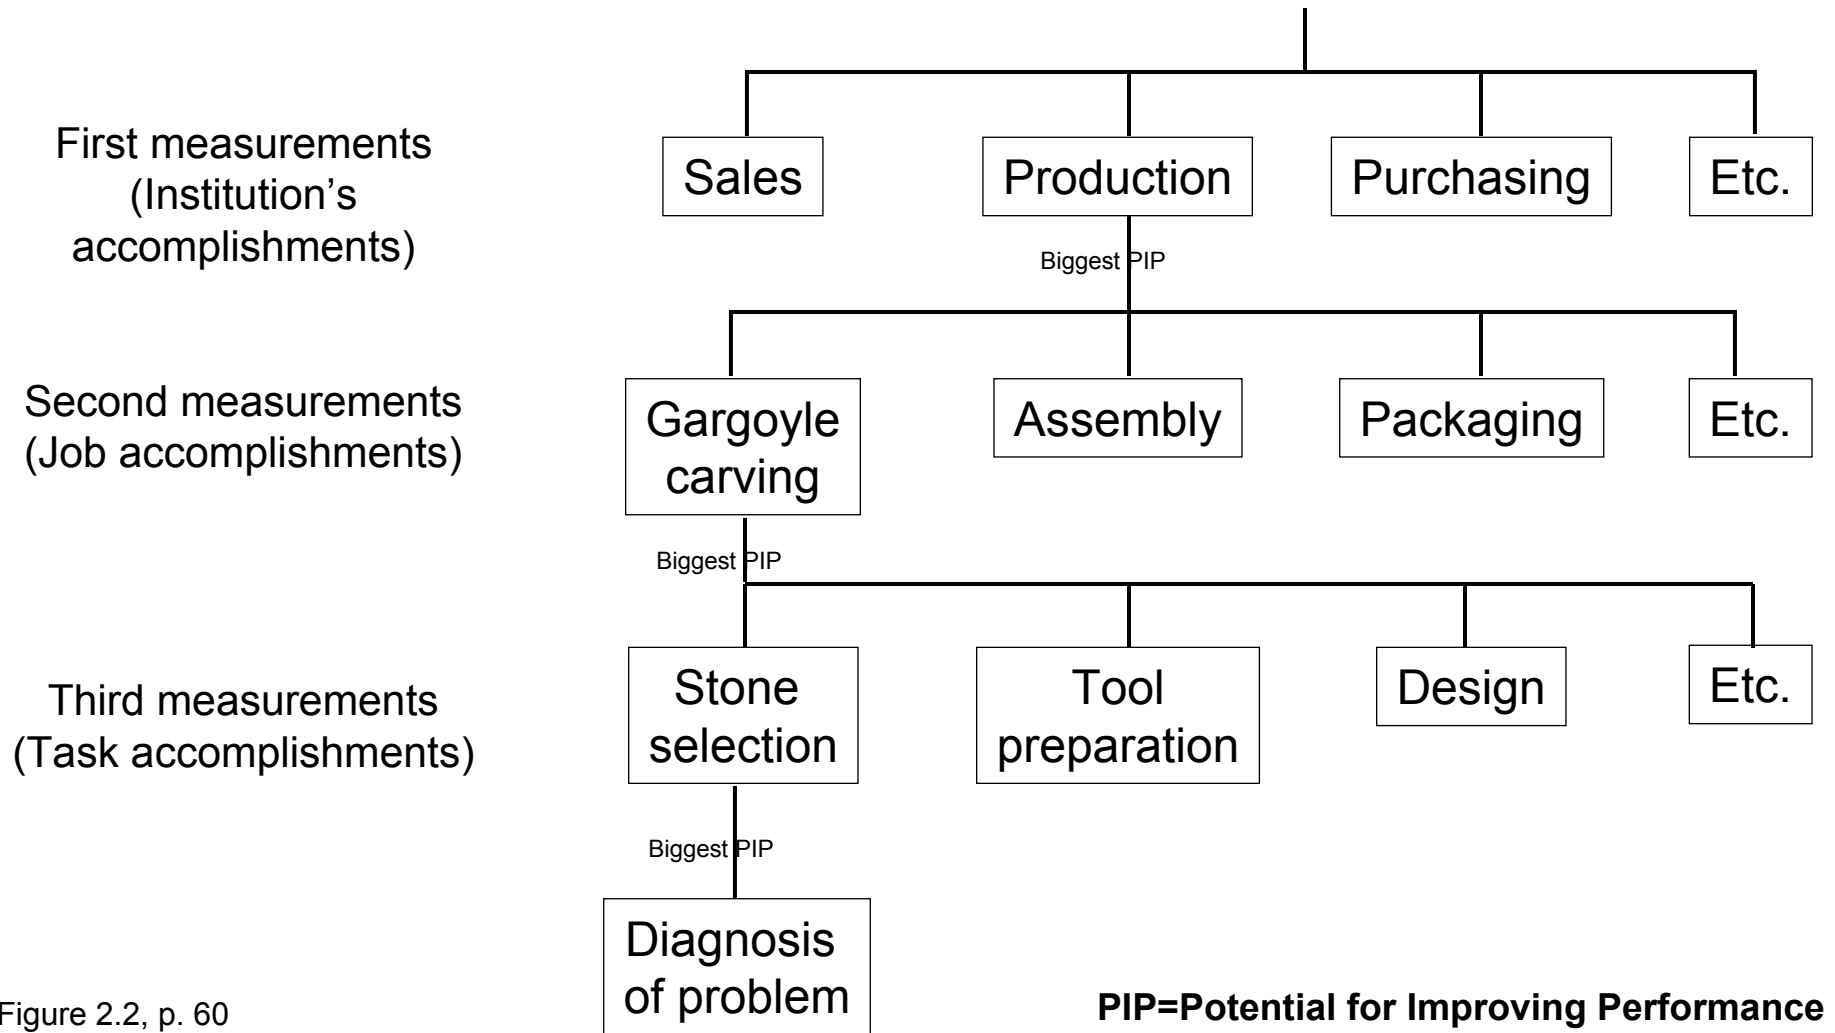 First measurements
(Institution’s
accomplishments)
Sales
Production
Purchasing
Etc.
Biggest PIP
Second measurements
(Job accomplishments)
Gargoyle
carving
Assembly
Packaging
Etc.
Biggest PIP
Third measurements
(Task accomplishments)
Stone
selection
Tool
preparation
Design
Etc.
Biggest PIP
Diagnosis
of problem
Figure 2.2, p. 60
PIP=Potential for Improving Performance